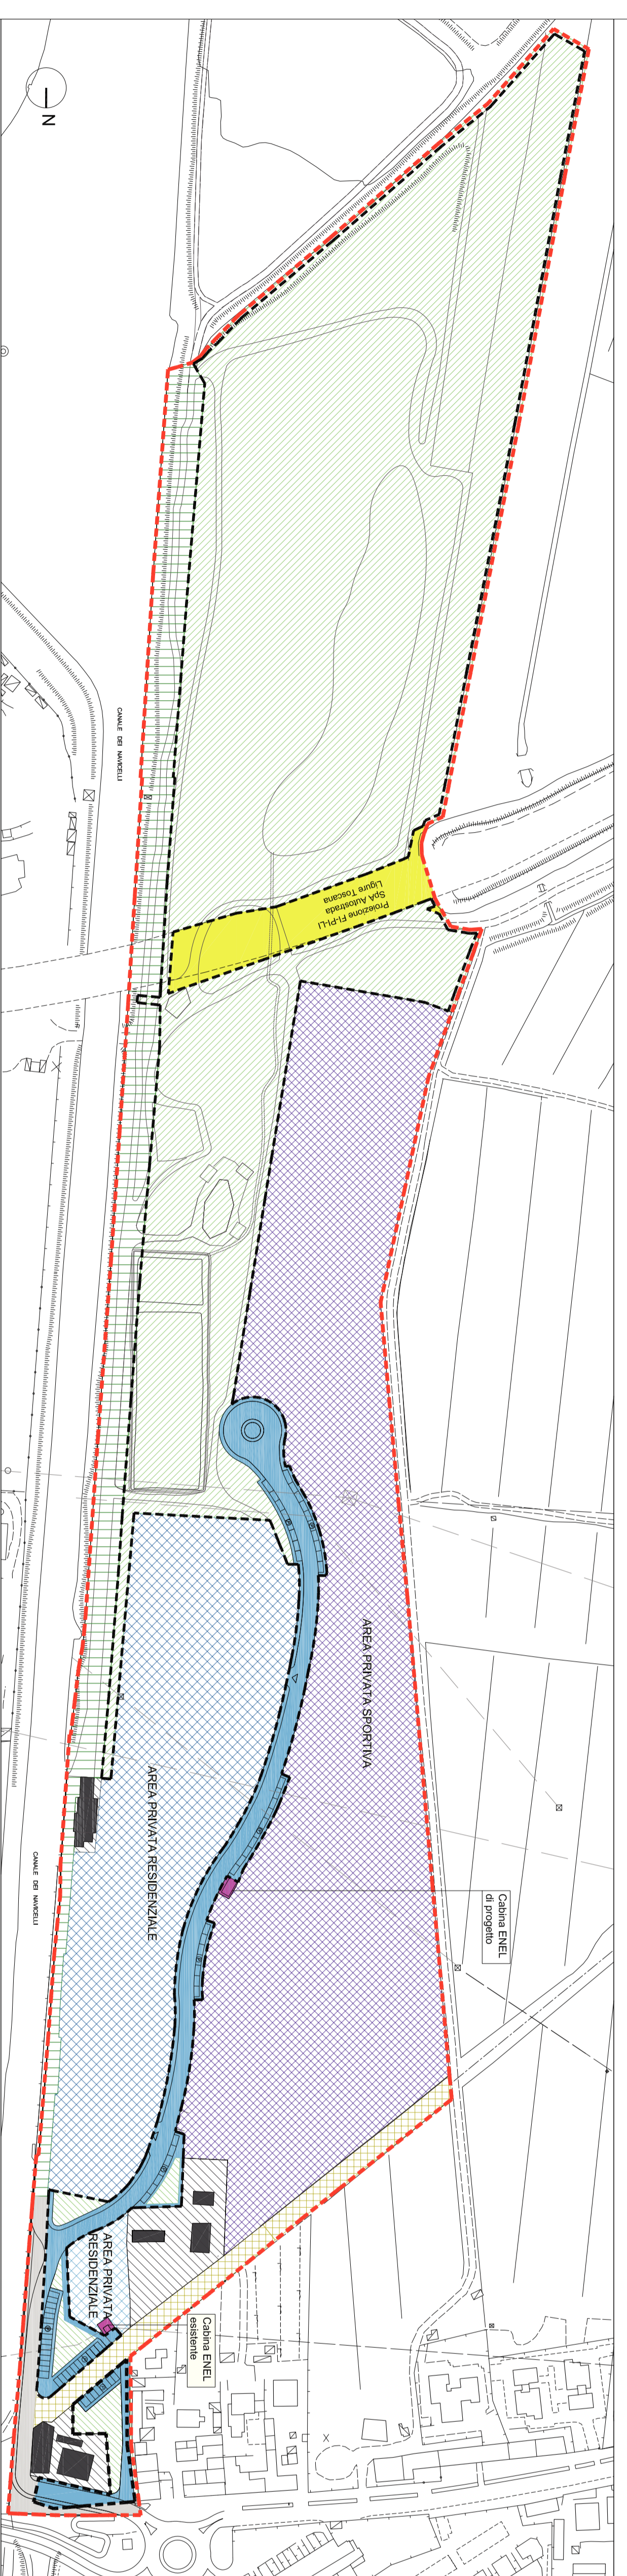 N
CANALE DEI NAVICELLI
Proiezione FI-PI-LI
SpA Autostrada
Ligure Toscana
AREA PRIVATA SPORTIVA
AREA PRIVATA RESIDENZIALE
CANALE DEI NAVICELLI
Cabina ENEL
di progetto
AREA PRIVATA
RESIDENZIALE
Cabina ENEL
esistente